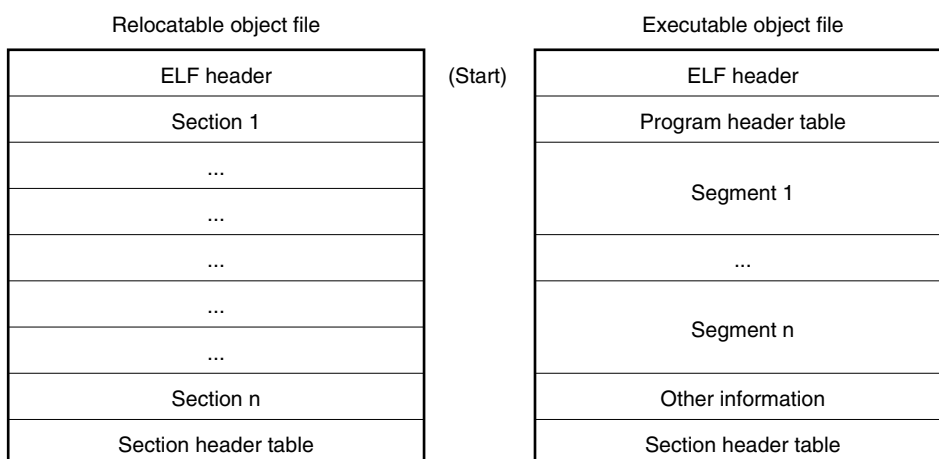 Relocatable object file
ELF header
Section 1
...
...
...
...
...
Section n
Section header table
(Start)
Executable object file
ELF header
Program header table
Segment 1
...
Segment n
Other information
Section header table